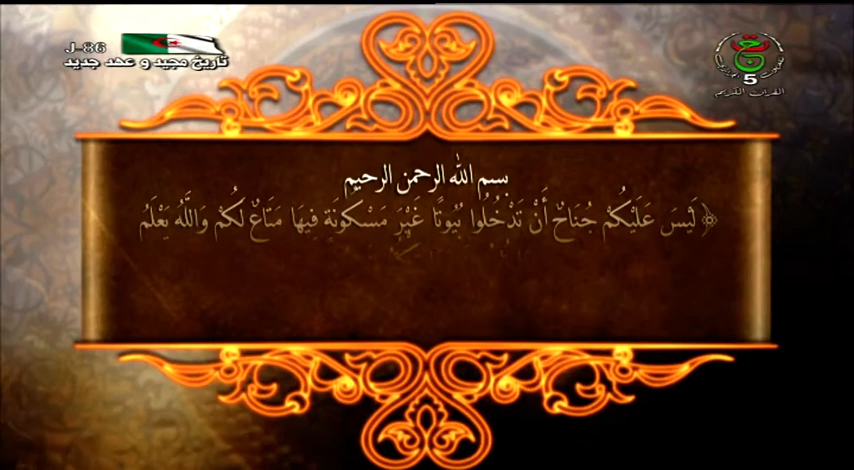 J-86
تاريخ مجيد و عهد جديد
5
القرآن الكريم
بسم الله الرحمن الرحيم
﴿ لَيْسَ عَلَيْكُمْ جُنَاحٌ أَنْ تَدْخُلُوا بُيُوتًا غَيْرَ مَسْكُونَةٍ فِيهَا مَتَاعٌ لَكُمْ وَاللَّهُ يَعْلَمُ